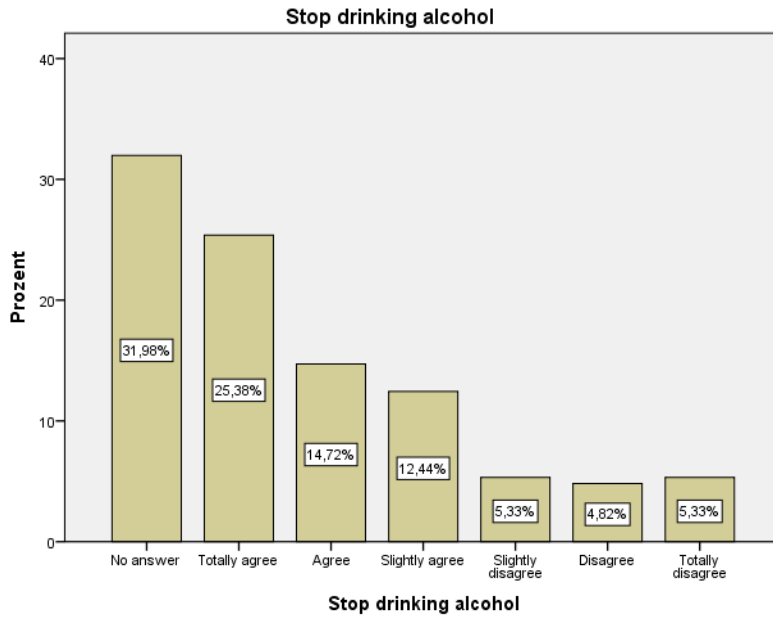 Stop drinking alcohol
Prozent
40
30
20
10
0
31,98%
25,38%
14,72%
12,44%
5,33%
4,82%
5,33%
No answer
Totally agree
Agree
Slightly agree
Slightly
disagree
Disagree
Totally
disagree
Stop drinking alcohol